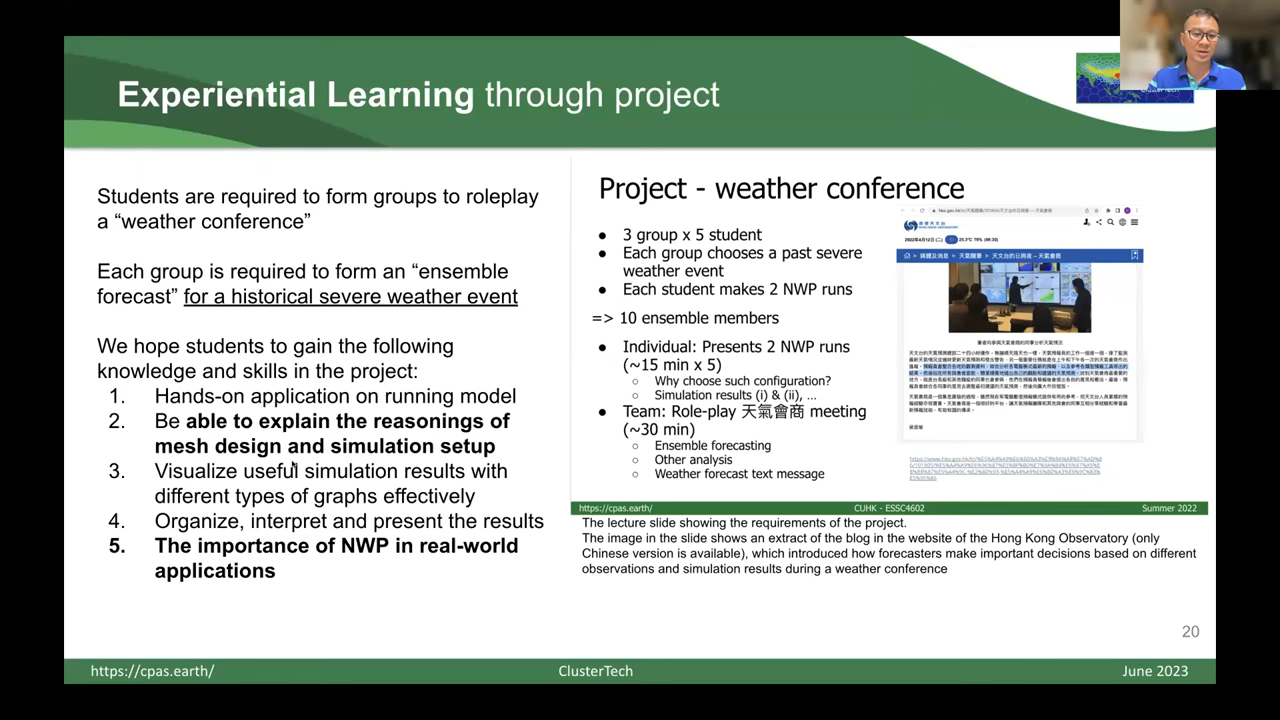 Experiential Learning through project
Students are required to form groups to roleplay
a “weather conference”
Each group is required to form an “ensemble
forecast” for a historical severe weather event
We hope students to gain the following
knowledge and skills in the project:
1. Hands-on application on running model
2. Be able to explain the reasonings of
mesh design and simulation setup
3. Visualize useful simulation results with
different types of graphs effectively
4. Organize, interpret and present the results
5. The importance of NWP in real-world
applications
Project - weather conference
● 3 group x 5 student
● Each group chooses a past severe
weather event
● Each student makes 2 NWP runs
=> 10 ensemble members
● Individual: Presents 2 NWP runs
(~15 min x 5)
○ Why choose such configuration?
○ Simulation results (i) & (ii), ...
● Team: Role-play 天氣會商 meeting
(~30 min)
○ Ensemble forecasting
○ Other analysis
○ Weather forecast text message
https://cpas.earth/ CUHK - ESSC4602 Summer 2022
The lecture slide showing the requirements of the project.
The image in the slide shows an extract of the blog in the website of the Hong Kong Observatory (only
Chinese version is available), which introduced how forecasters make important decisions based on different
observations and simulation results during a weather conference
20
https://cpas.earth/ ClusterTech June 2023